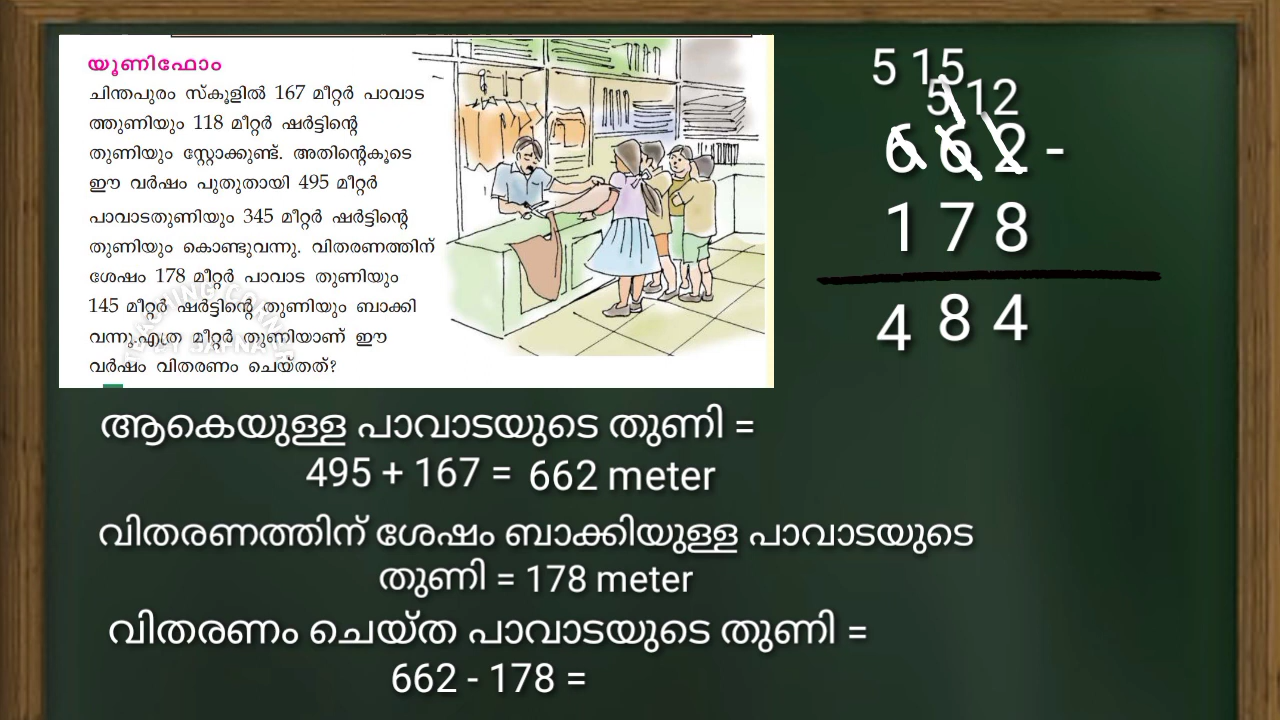 യൂണിഫോം
ചിന്തപുരം സ്കൂളിൽ 167 മീറ്റർ പാവാട
ത്തുണിയും 118 മീറ്റർ ഷർട്ടിന്റെ
തുണിയും സ്റ്റോക്കുണ്ട്. അതിന്റെകൂടെ
ഈ വർഷം പുതുതായി 495 മീറ്റർ
പാവാടതുണിയും 345 മീറ്റർ ഷർട്ടിന്റെ
തുണിയും കൊണ്ടുവന്നു. വിതരണത്തിന്
ശേഷം 178 മീറ്റർ പാവാട തുണിയും
145 മീറ്റർ ഷർട്ടിന്റെ തുണിയും ബാക്കി
വന്നു.എത്ര മീറ്റർ തുണിയാണ് ഈ
വർഷം വിതരണം ചെയ്തത്?
5 15
5 12
6 6 2 -
1 7 8
4 8 4
ആകെയുള്ള പാവാടയുടെ തുണി =
495 + 167 = 662 meter
വിതരണത്തിന് ശേഷം ബാക്കിയുള്ള പാവാടയുടെ
തുണി = 178 meter
വിതരണം ചെയ്ത പാവാടയുടെ തുണി =
662 - 178 =